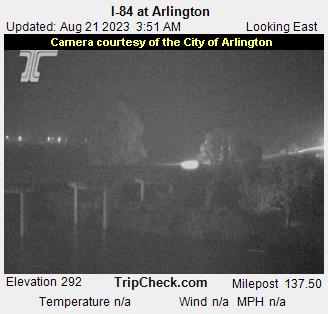 I-84 at Arlington
Updated: Aug 21 2023 3:51 AM Looking East
Camera courtesy of the City of Arlington
Elevation 292 TripCheck.com Milepost 137.50
Temperature n/a Wind n/a MPH n/a